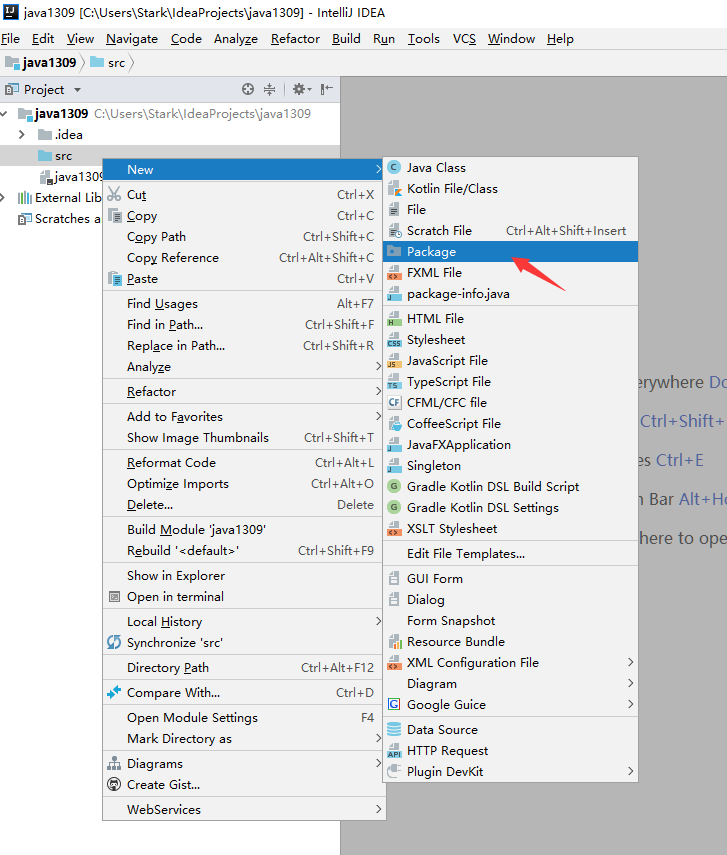 java1309 [C:\Users\Stark\IdeaProjects\java1309] - IntelliJ IDEA
File Edit View Navigate Code Analyze Refactor Build Run Tools VCS Window Help
java1309 src
Project
java1309 C:\Users\Stark\IdeaProjects\java1309
.idea
src
java1309
External Lib
Scratches a
New
Cut Ctrl+X
Copy Ctrl+C
Copy Path Ctrl+Shift+C
Copy Reference Ctrl+Alt+Shift+C
Paste Ctrl+V
Find Usages Alt+F7
Find in Path... Ctrl+Shift+F
Replace in Path... Ctrl+Shift+R
Analyze
Refactor
Add to Favorites
Show Image Thumbnails Ctrl+Shift+T
Reformat Code Ctrl+Alt+L
Optimize Imports Ctrl+Alt+O
Delete... Delete
Build Module 'java1309'
Rebuild '<default>' Ctrl+Shift+F9
Show in Explorer
Open in terminal
Local History
Synchronize 'src'
Directory Path Ctrl+Alt+F12
Compare With... Ctrl+D
Open Module Settings F4
Mark Directory as
Diagrams
Create Gist...
WebServices
Java Class
Kotlin File/Class
File
Scratch File Ctrl+Alt+Shift+Insert
Package
FXML File
package-info.java
HTML File
Stylesheet
JavaScript File
TypeScript File
CFML/CFC file
CoffeeScript File
JavaFXApplication
Singleton
Gradle Kotlin DSL Build Script
Gradle Kotlin DSL Settings
XSLT Stylesheet
Edit File Templates...
GUI Form
Dialog
Form Snapshot
Resource Bundle
XML Configuration File
Diagram
Google Guice
Data Source
HTTP Request
Plugin DevKit
erywhere Do
Ctrl+Shift+
es Ctrl+E
n Bar Alt+Ho
here to ope